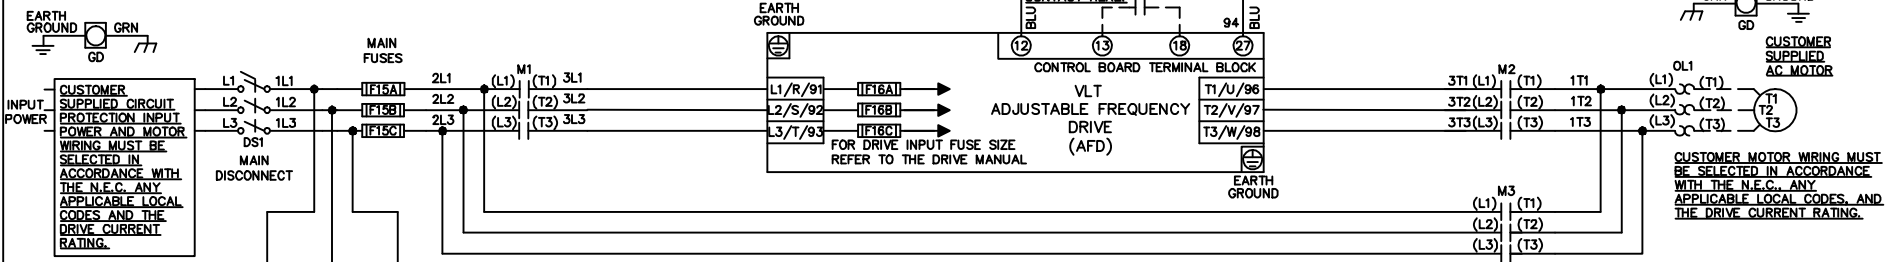 EARTH
GROUND
GRN
GD
INPUT
POWER
CUSTOMER
SUPPLIED CIRCUIT
PROTECTION INPUT
POWER AND MOTOR
WIRING MUST BE
SELECTED IN
ACCORDANCE WITH
THE N.E.C. ANY
APPLICABLE LOCAL
CODES AND THE
DRIVE CURRENT
RATING.
L1
L2
L3
DS1
MAIN
DISCONNECT
1L1
1L2
1L3
MAIN
FUSES
F15A
F15B
F15C
2L1
2L2
2L3
M1
(L1) (T1) 3L1
(L2) (T2) 3L2
(L3) (T3) 3L3
EARTH
GROUND
BLU
94
BLU
12
13
18
27
CONTROL BOARD TERMINAL BLOCK
L1/R/91
L2/S/92
L3/T/93
F16A
F16B
F16C
FOR DRIVE INPUT FUSE SIZE
REFER TO THE DRIVE MANUAL
VLT
ADJUSTABLE FREQUENCY
DRIVE
(AFD)
T1/U/96
T2/V/97
T3/W/98
EARTH
GROUND
M2
3T1 (L1) (T1) 1T1
3T2(L2) (T2) 1T2
3T3(L3) (T3) 1T3
M3
(L1) (T1)
(L2) (T2)
(L3) (T3)
GD
OL1
(L1) (T1)
(L2) (T2)
(L3) (T3)
CUSTOMER
SUPPLIED
AC MOTOR
T1
T2
T3
CUSTOMER MOTOR WIRING MUST
BE SELECTED IN ACCORDANCE
WITH THE N.E.C., ANY
APPLICABLE LOCAL CODES, AND
THE DRIVE CURRENT RATING.